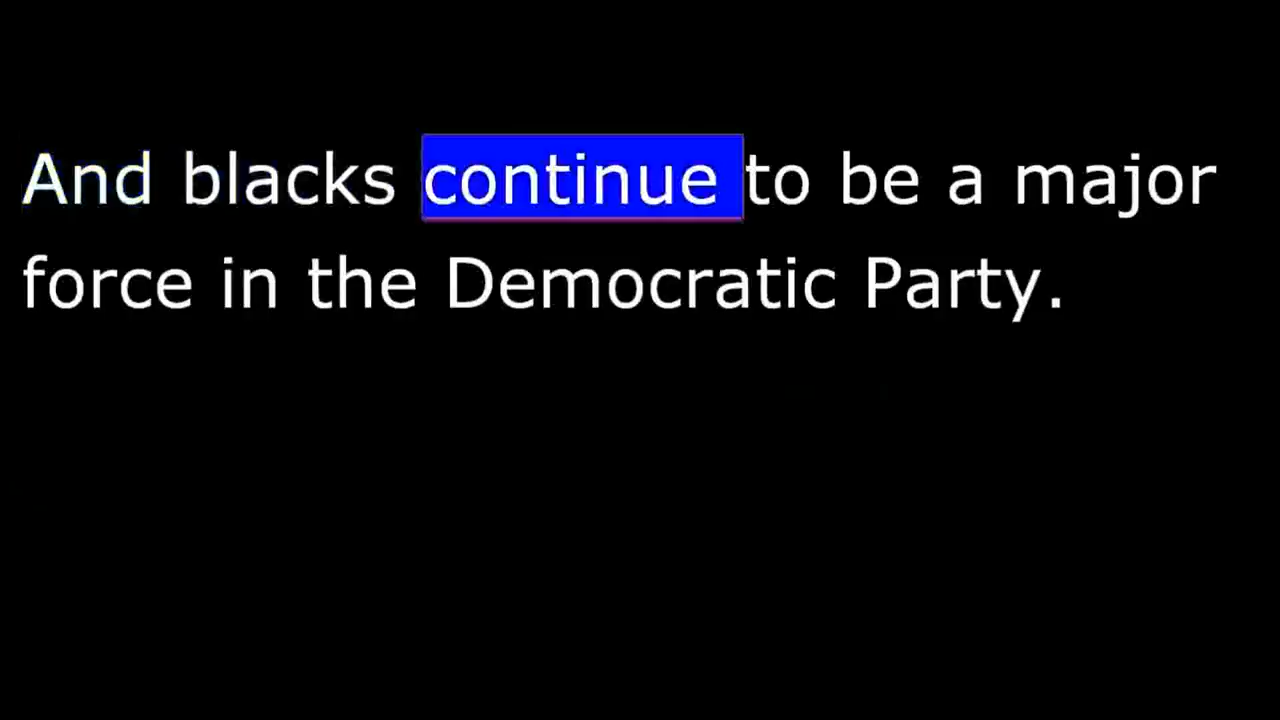 And blacks continue to be a major
force in the Democratic Party.